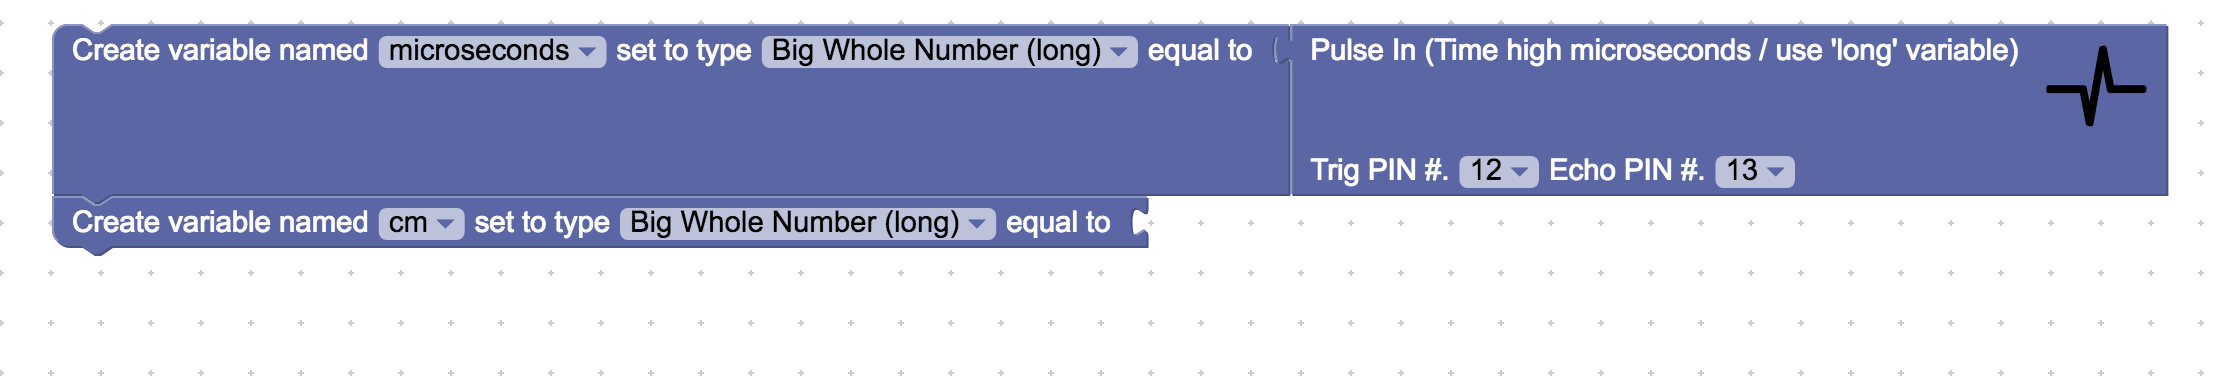 Create variable named microseconds set to type Big Whole Number (long) equal to Pulse In (Time high microseconds / use 'long' variable)
Trig PIN #. 12 Echo PIN #. 13
Create variable named cm set to type Big Whole Number (long) equal to